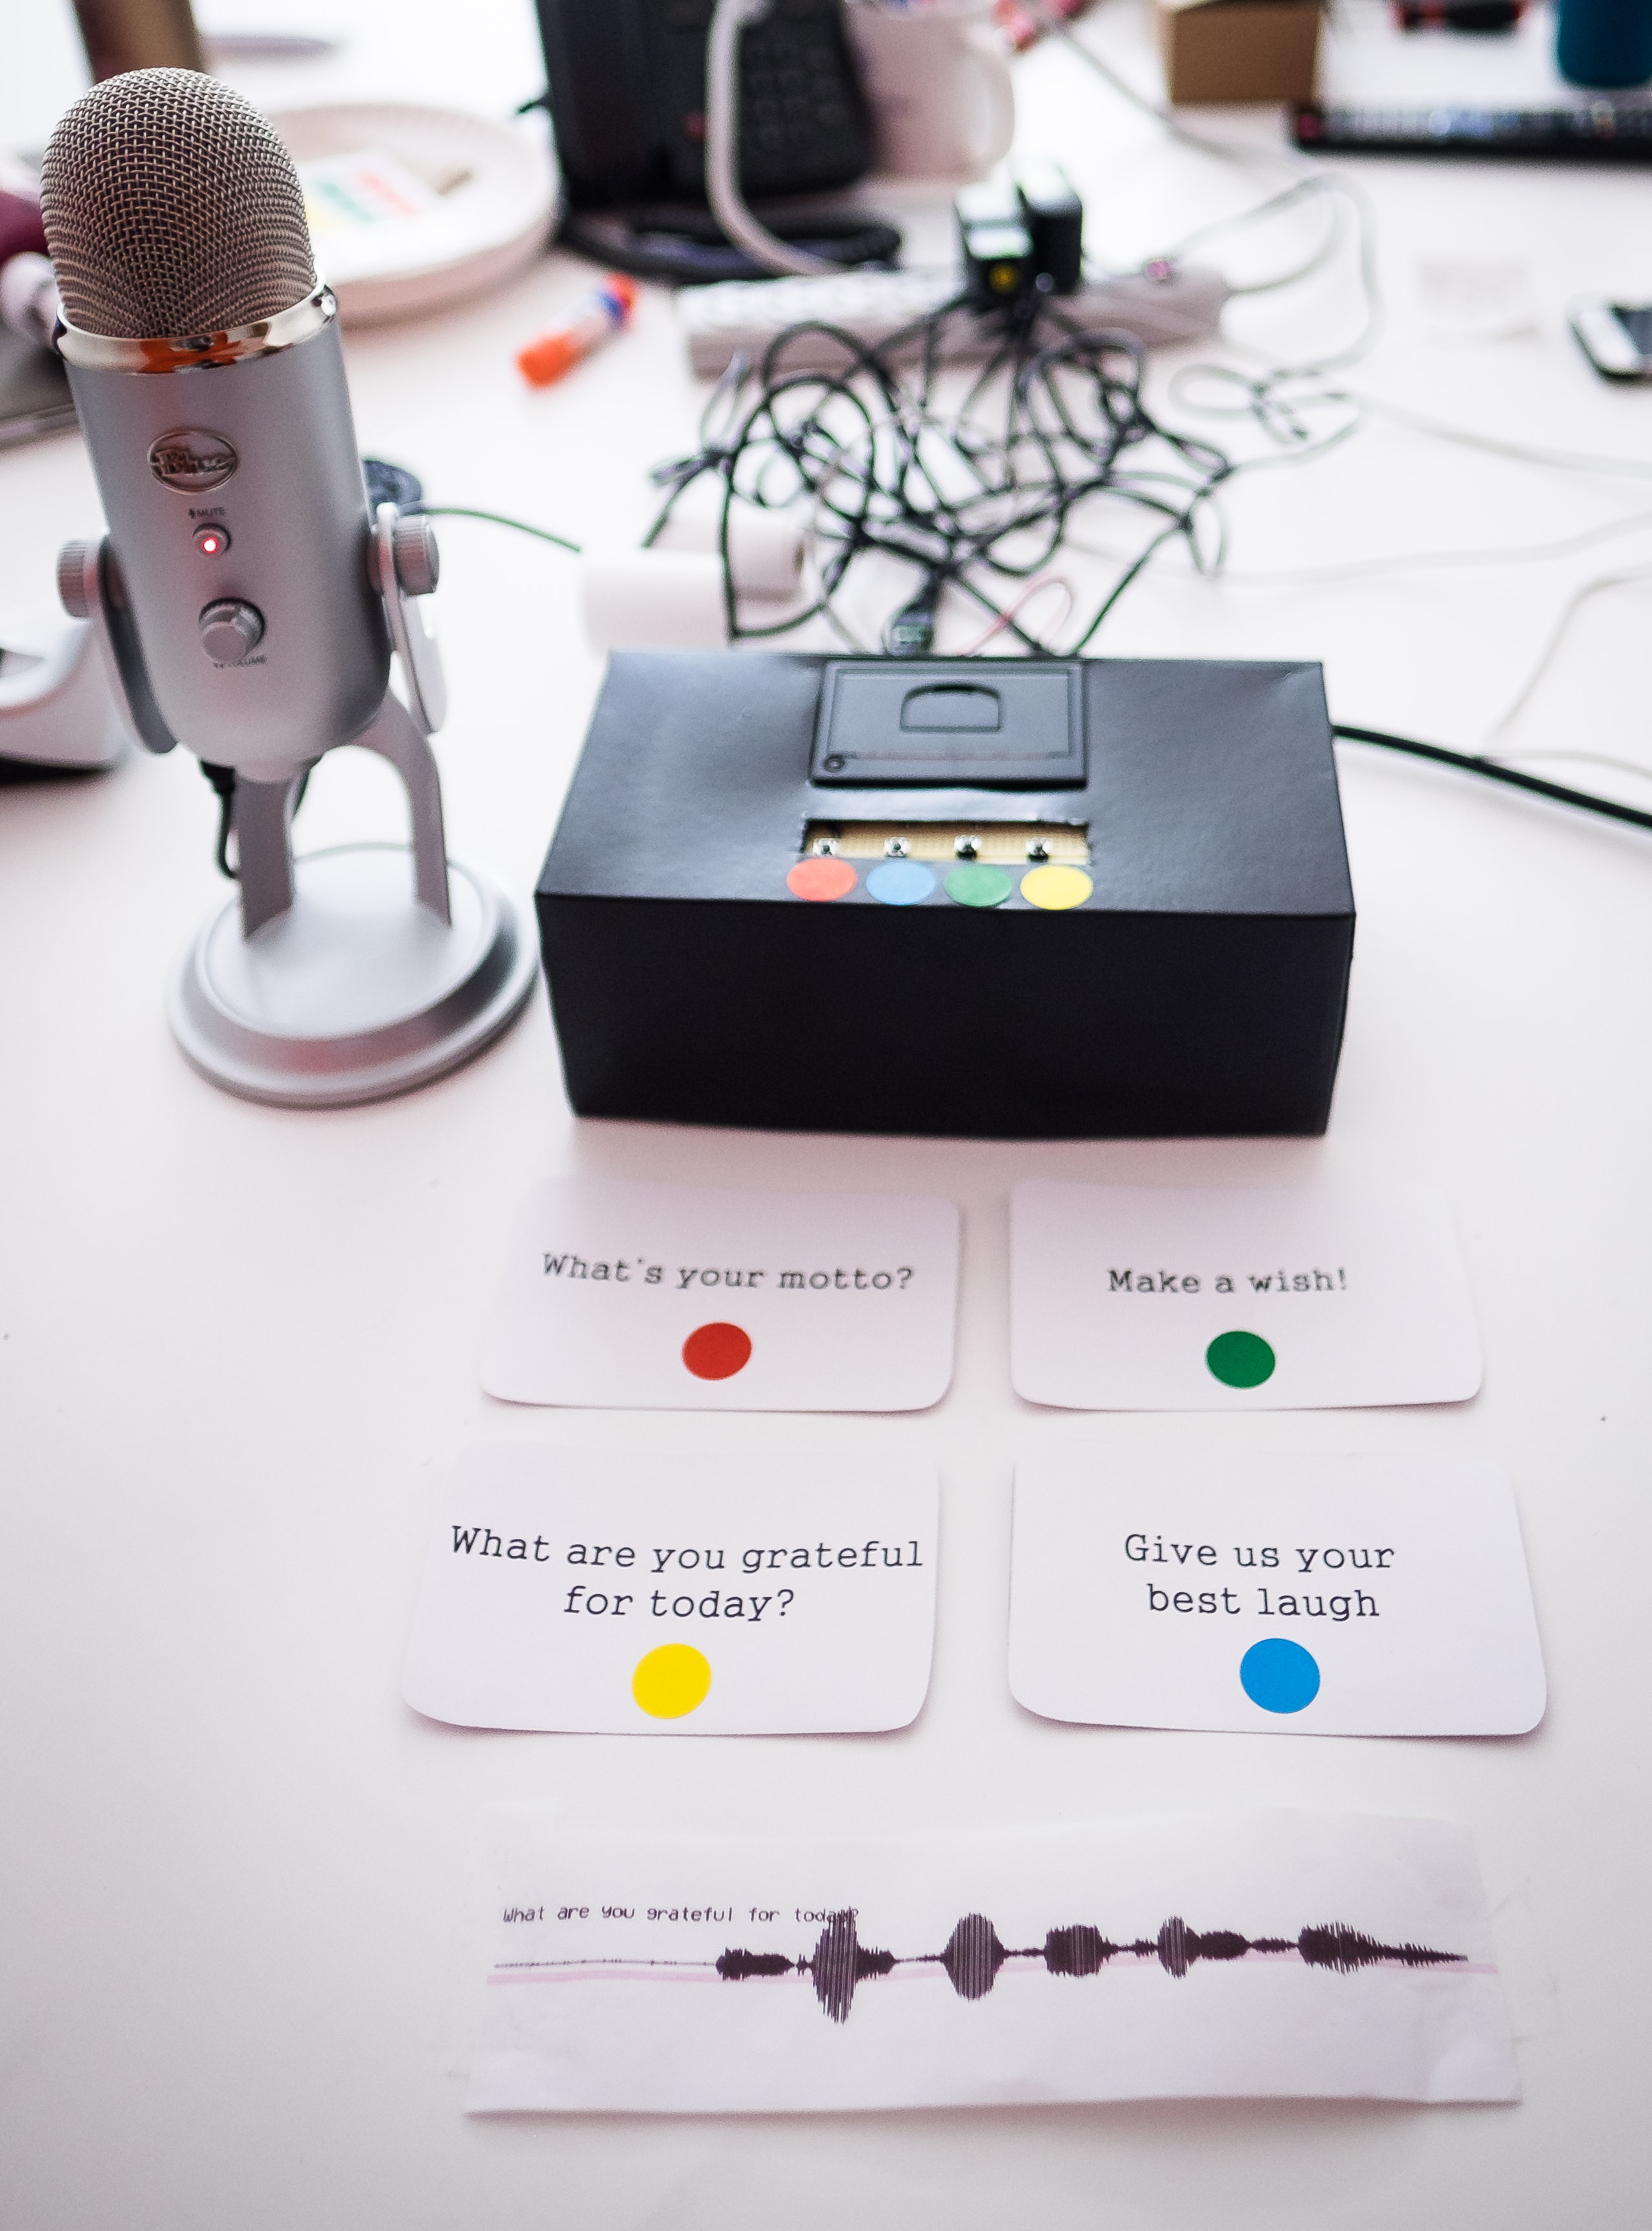 Blue
MUTE
VOLUME
What's your motto?
Make a wish!
What are you grateful
for today?
Give us your
best laugh
What are you grateful for today?